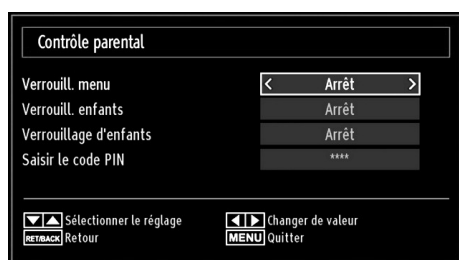 Contrôle parental
Verrouill. menu < Arrêt >
Verrouill. enfants Arrêt
Verrouillage d'enfants Arrêt
Saisir le code PIN ****
Sélectionner le réglage Changer de valeur
RET/BACK Retour MENU Quitter